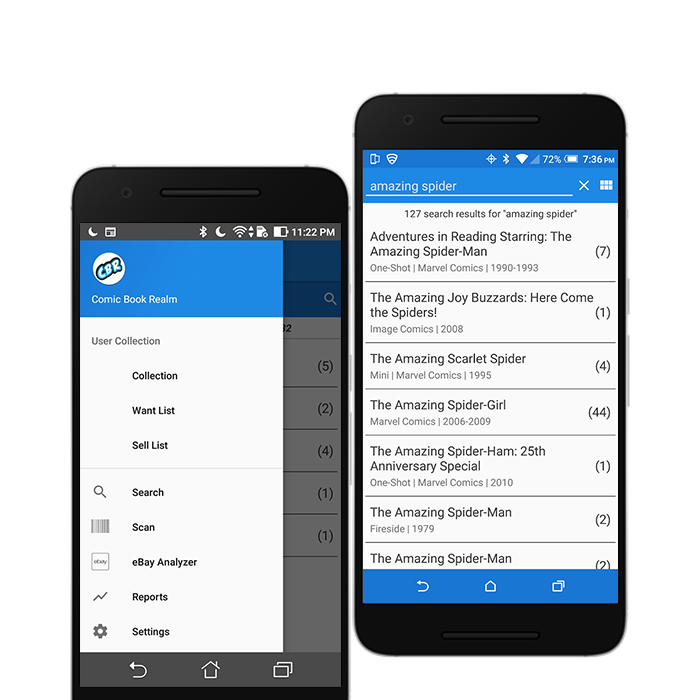 11:22 PM
CBR
Comic Book Realm
User Collection
Collection
Want List
Sell List
Search
Scan
ebay
eBay Analyzer
Reports
Settings
(5)
(2)
(4)
(1)
(1)
72% 7:36 PM
amazing spider
127 search results for "amazing spider"
Adventures in Reading Starring: The
Amazing Spider-Man
(7)
One-Shot | Marvel Comics | 1990-1993
The Amazing Joy Buzzards: Here Come
the Spiders!
(1)
Image Comics | 2008
The Amazing Scarlet Spider
(4)
Mini | Marvel Comics | 1995
The Amazing Spider-Girl
(44)
Marvel Comics | 2006-2009
The Amazing Spider-Ham: 25th
Anniversary Special
(1)
One-Shot | Marvel Comics | 2010
The Amazing Spider-Man
(2)
Fireside | 1979
The Amazing Spider-Man
(2)